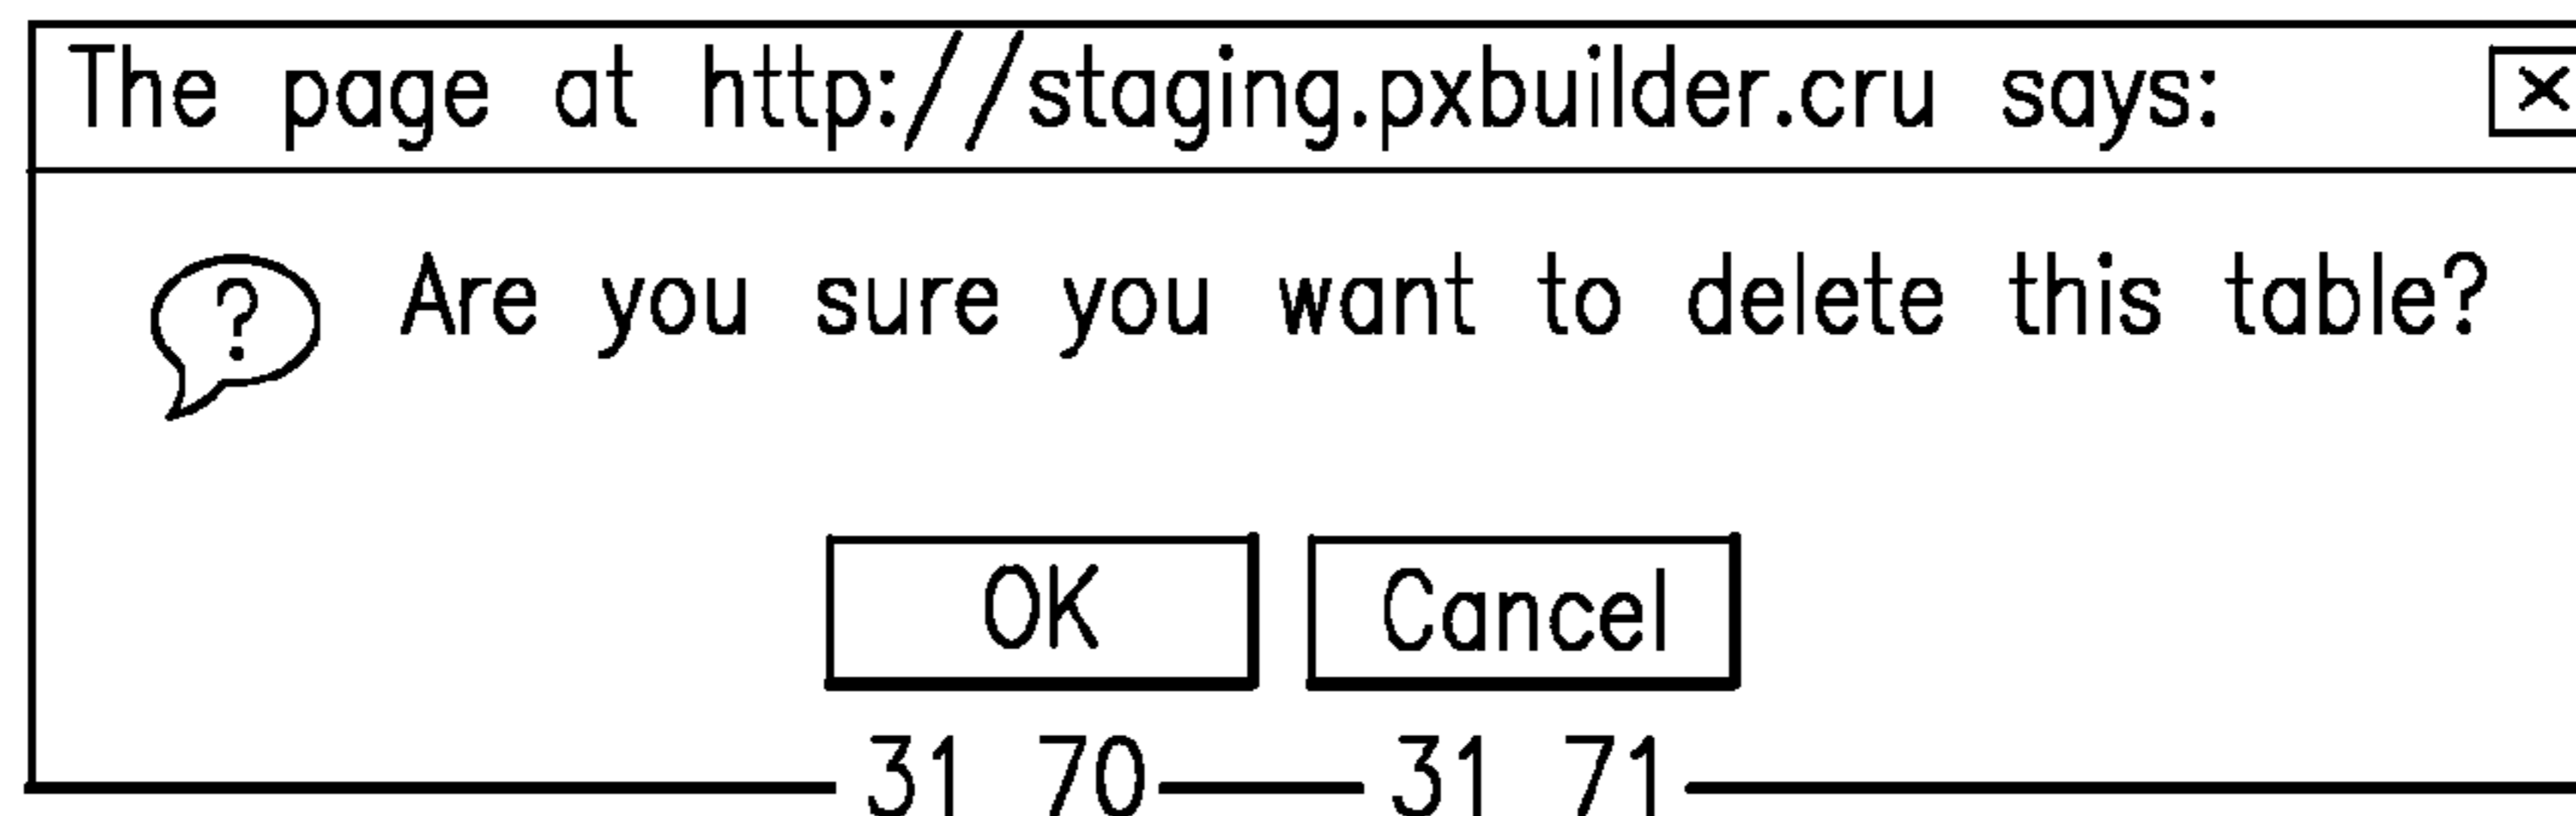 The page at http://staging.pxbuilder.cru says:
Are you sure you want to delete this table?
OK Cancel
31 70 31 71